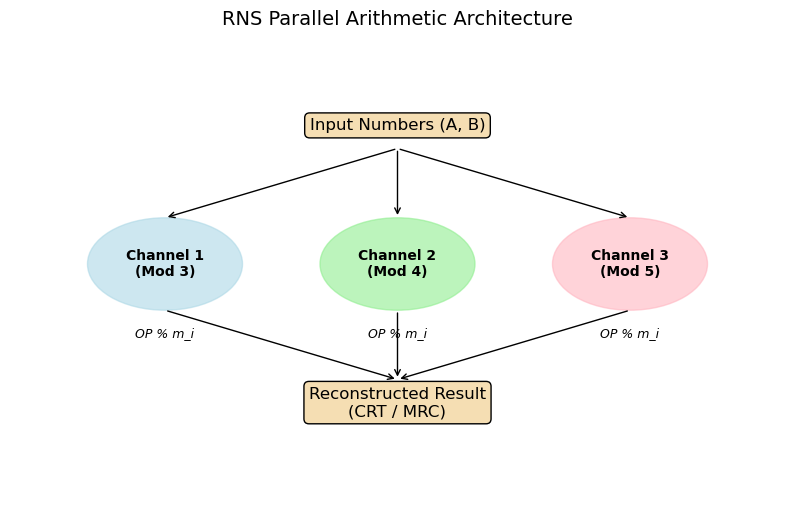 RNS Parallel Arithmetic Architecture
Input Numbers (A, B)
Channel 1
(Mod 3)
Channel 2
(Mod 4)
Channel 3
(Mod 5)
OP % m_i
OP % m_i
OP % m_i
Reconstructed Result
(CRT / MRC)